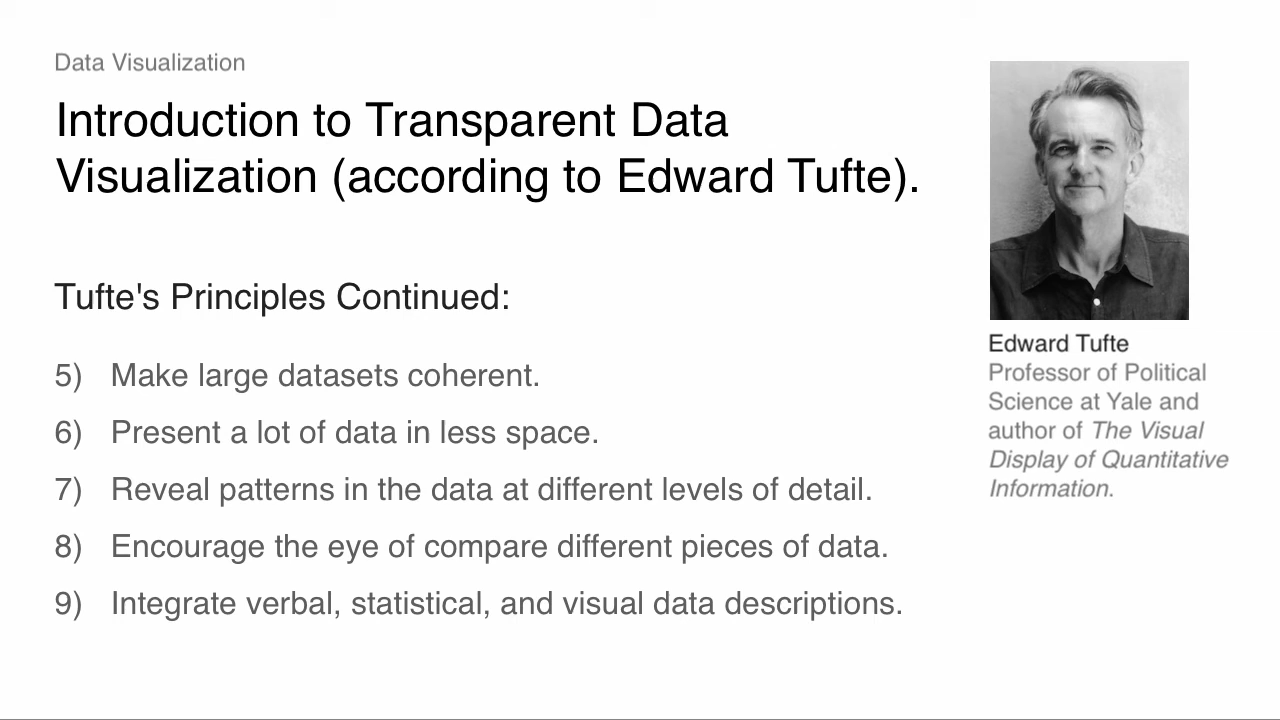 Data Visualization
Introduction to Transparent Data
Visualization (according to Edward Tufte).
Tufte's Principles Continued:
5) Make large datasets coherent.
6) Present a lot of data in less space.
7) Reveal patterns in the data at different levels of detail.
8) Encourage the eye of compare different pieces of data.
9) Integrate verbal, statistical, and visual data descriptions.
Edward Tufte
Professor of Political
Science at Yale and
author of The Visual
Display of Quantitative
Information.